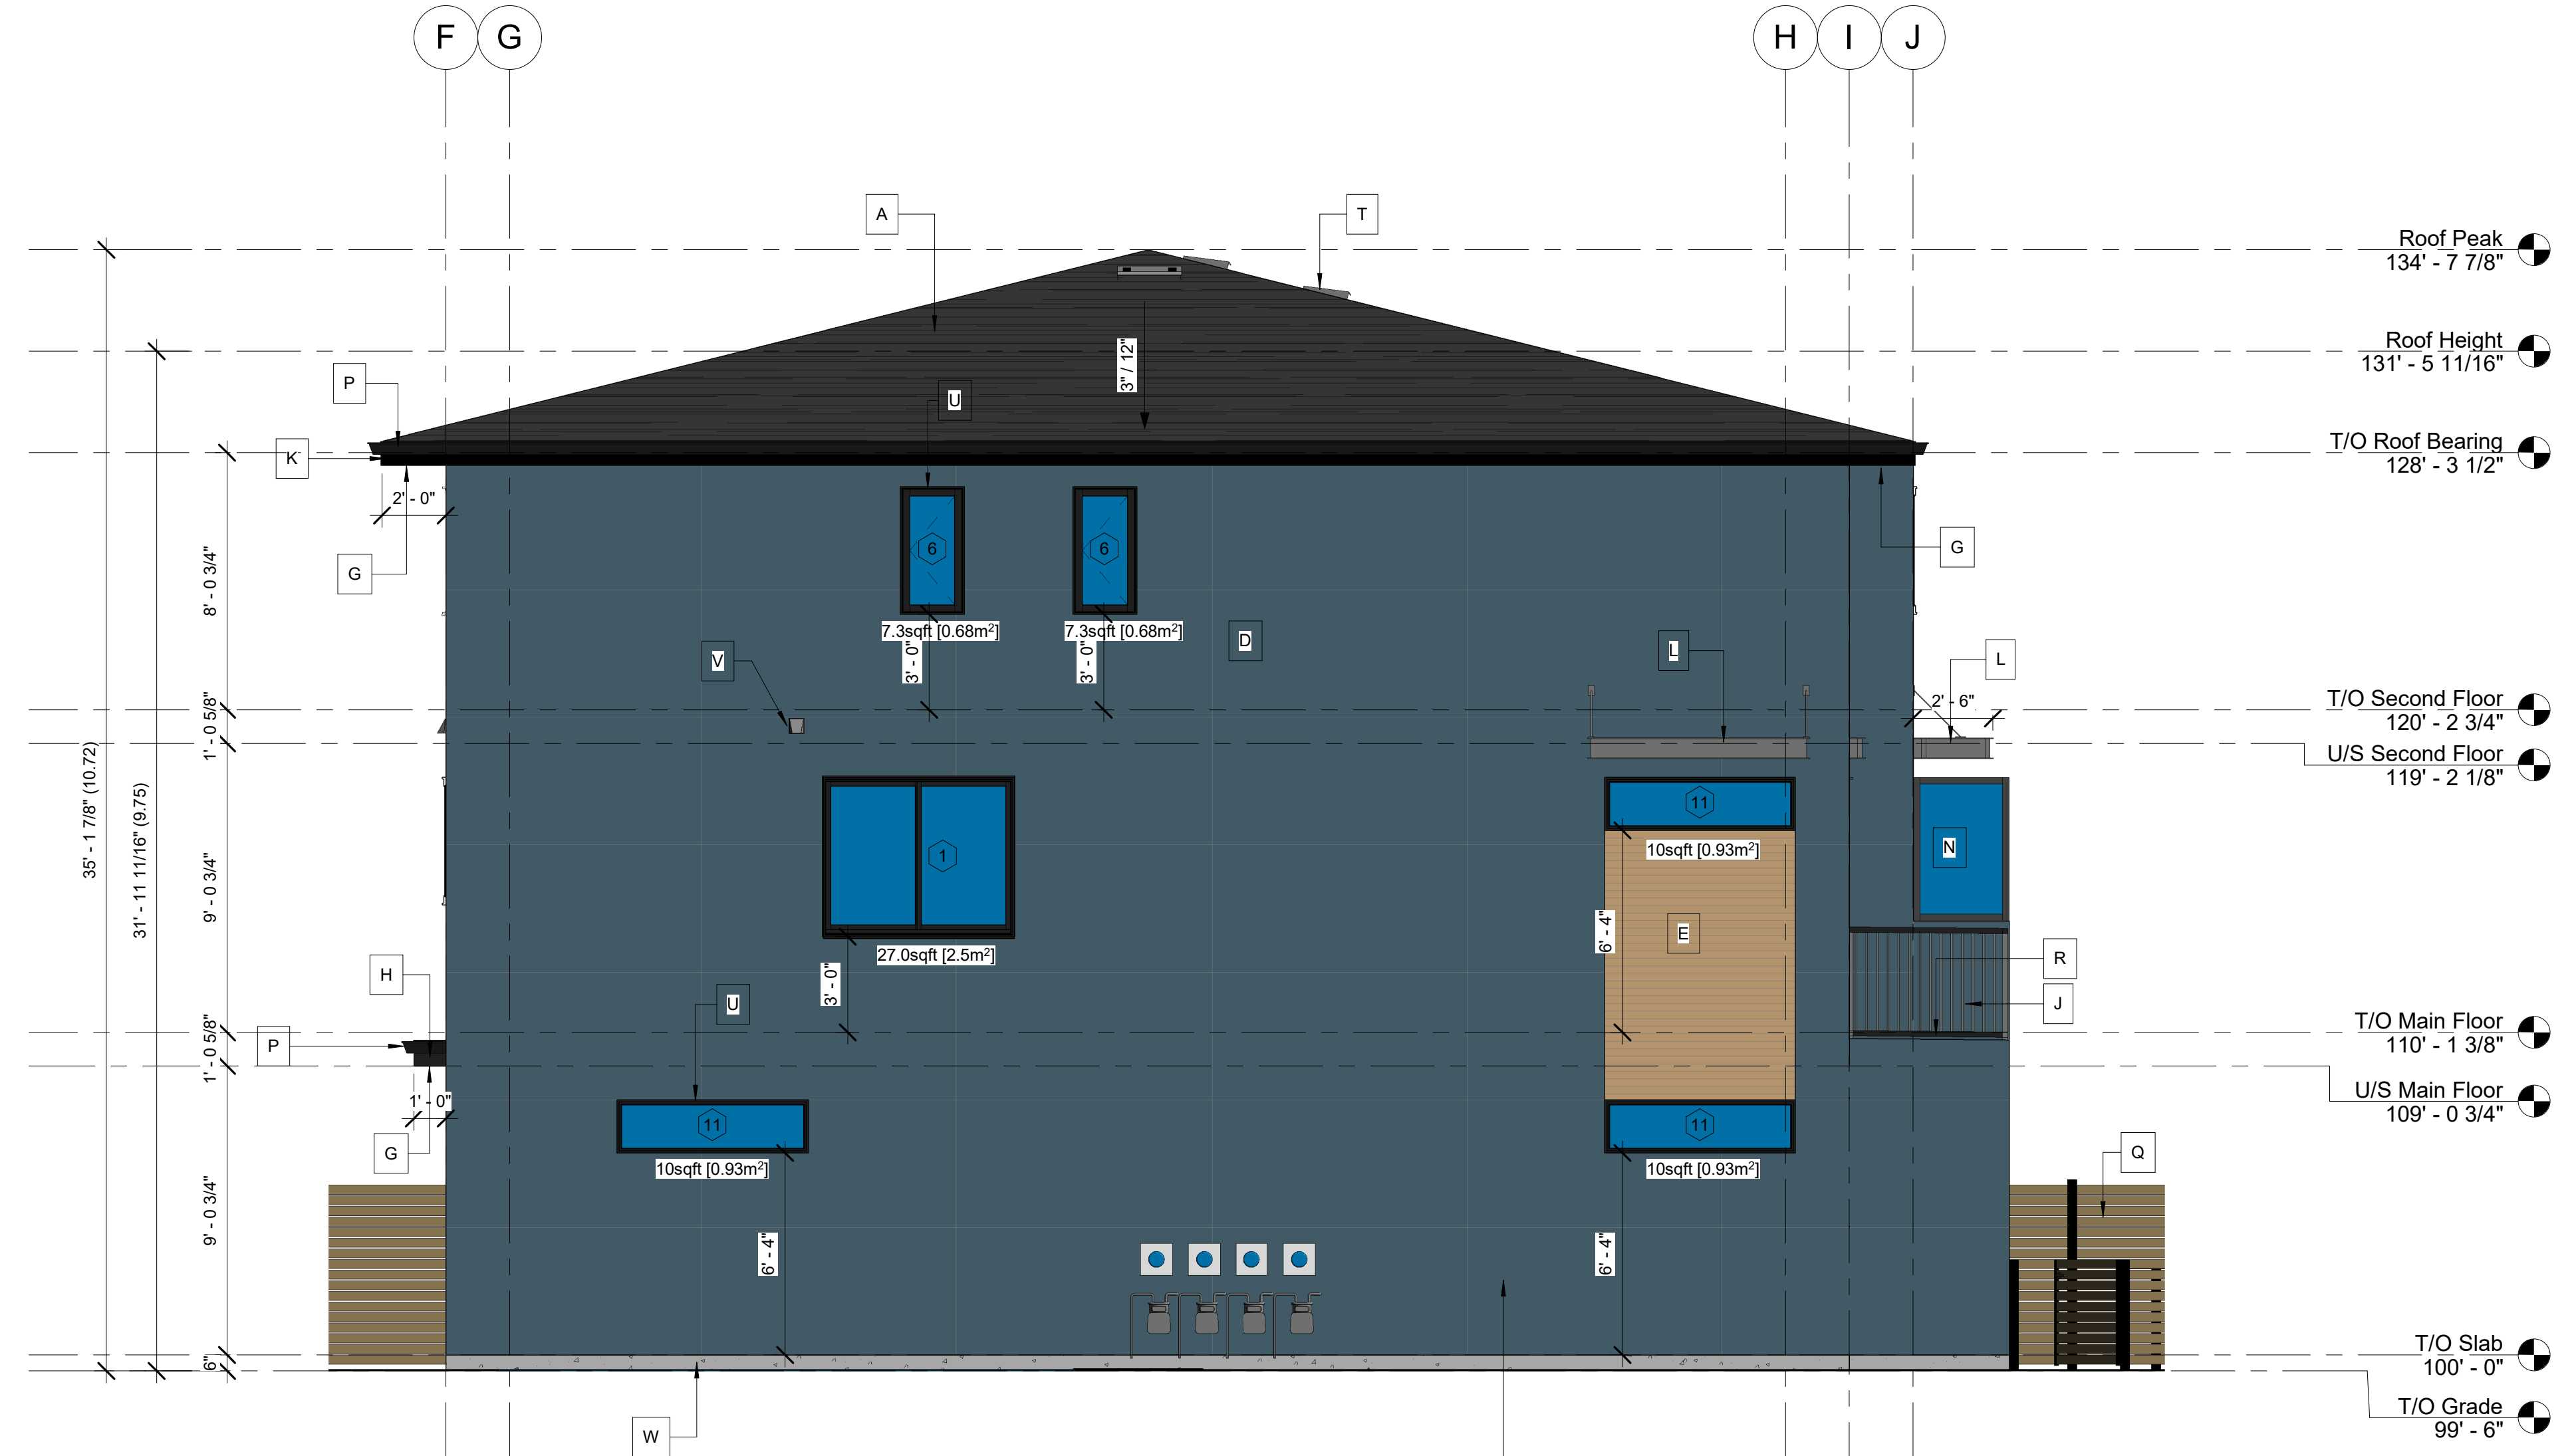 F G H I J
A T
Roof Peak
134' - 7 7/8"
Roof Height
131' - 5 11/16"
3" / 12"
P
U
T/O Roof Bearing
128' - 3 1/2"
K
2' - 0"
G
G
8' - 0 3/4"
6 6
7.3sqft [0.68m²] 7.3sqft [0.68m²]
3' - 0" 3' - 0"
D
V
L
L
2' - 6"
T/O Second Floor
120' - 2 3/4"
1' - 0 5/8"
U/S Second Floor
119' - 2 1/8"
35' - 1 7/8" (10.72)
31' - 11 11/16" (9.75)
9' - 0 3/4"
1
27.0sqft [2.5m²]
3' - 0"
11
10sqft [0.93m²]
6' - 4"
E
N
R
J
H
U
P
T/O Main Floor
110' - 1 3/8"
1' - 0 5/8"
U/S Main Floor
109' - 0 3/4"
1' - 0"
G
11
10sqft [0.93m²]
11
10sqft [0.93m²]
Q
9' - 0 3/4"
6' - 4"
6' - 4"
6"
T/O Slab
100' - 0"
T/O Grade
99' - 6"
W